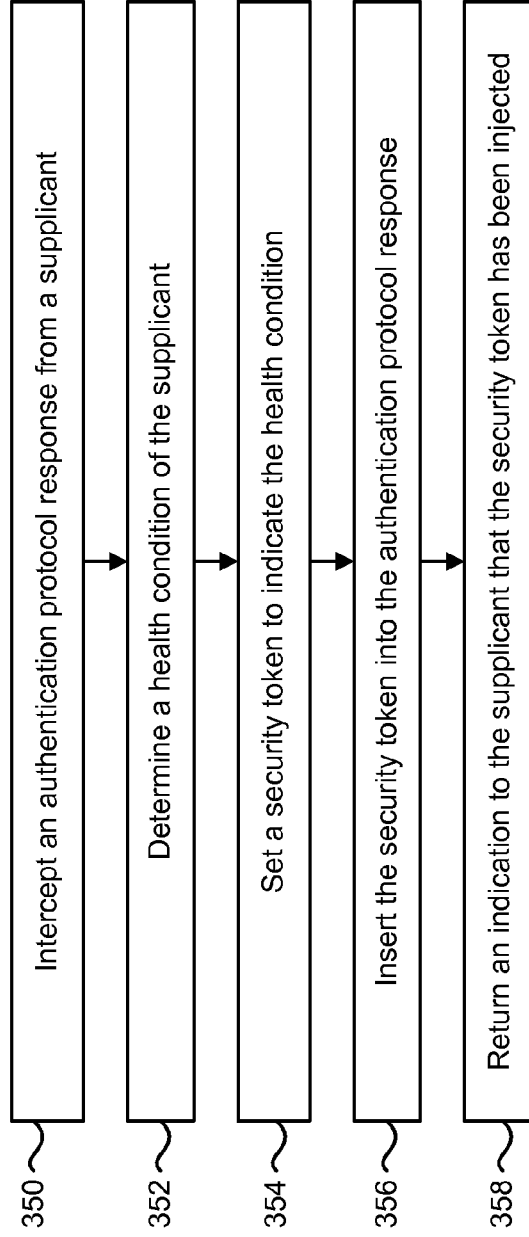 350 Intercept an authentication protocol response from a supplicant
352 Determine a health condition of the supplicant
354 Set a security token to indicate the health condition
356 Insert the security token into the authentication protocol response
358 Return an indication to the supplicant that the security token has been injected